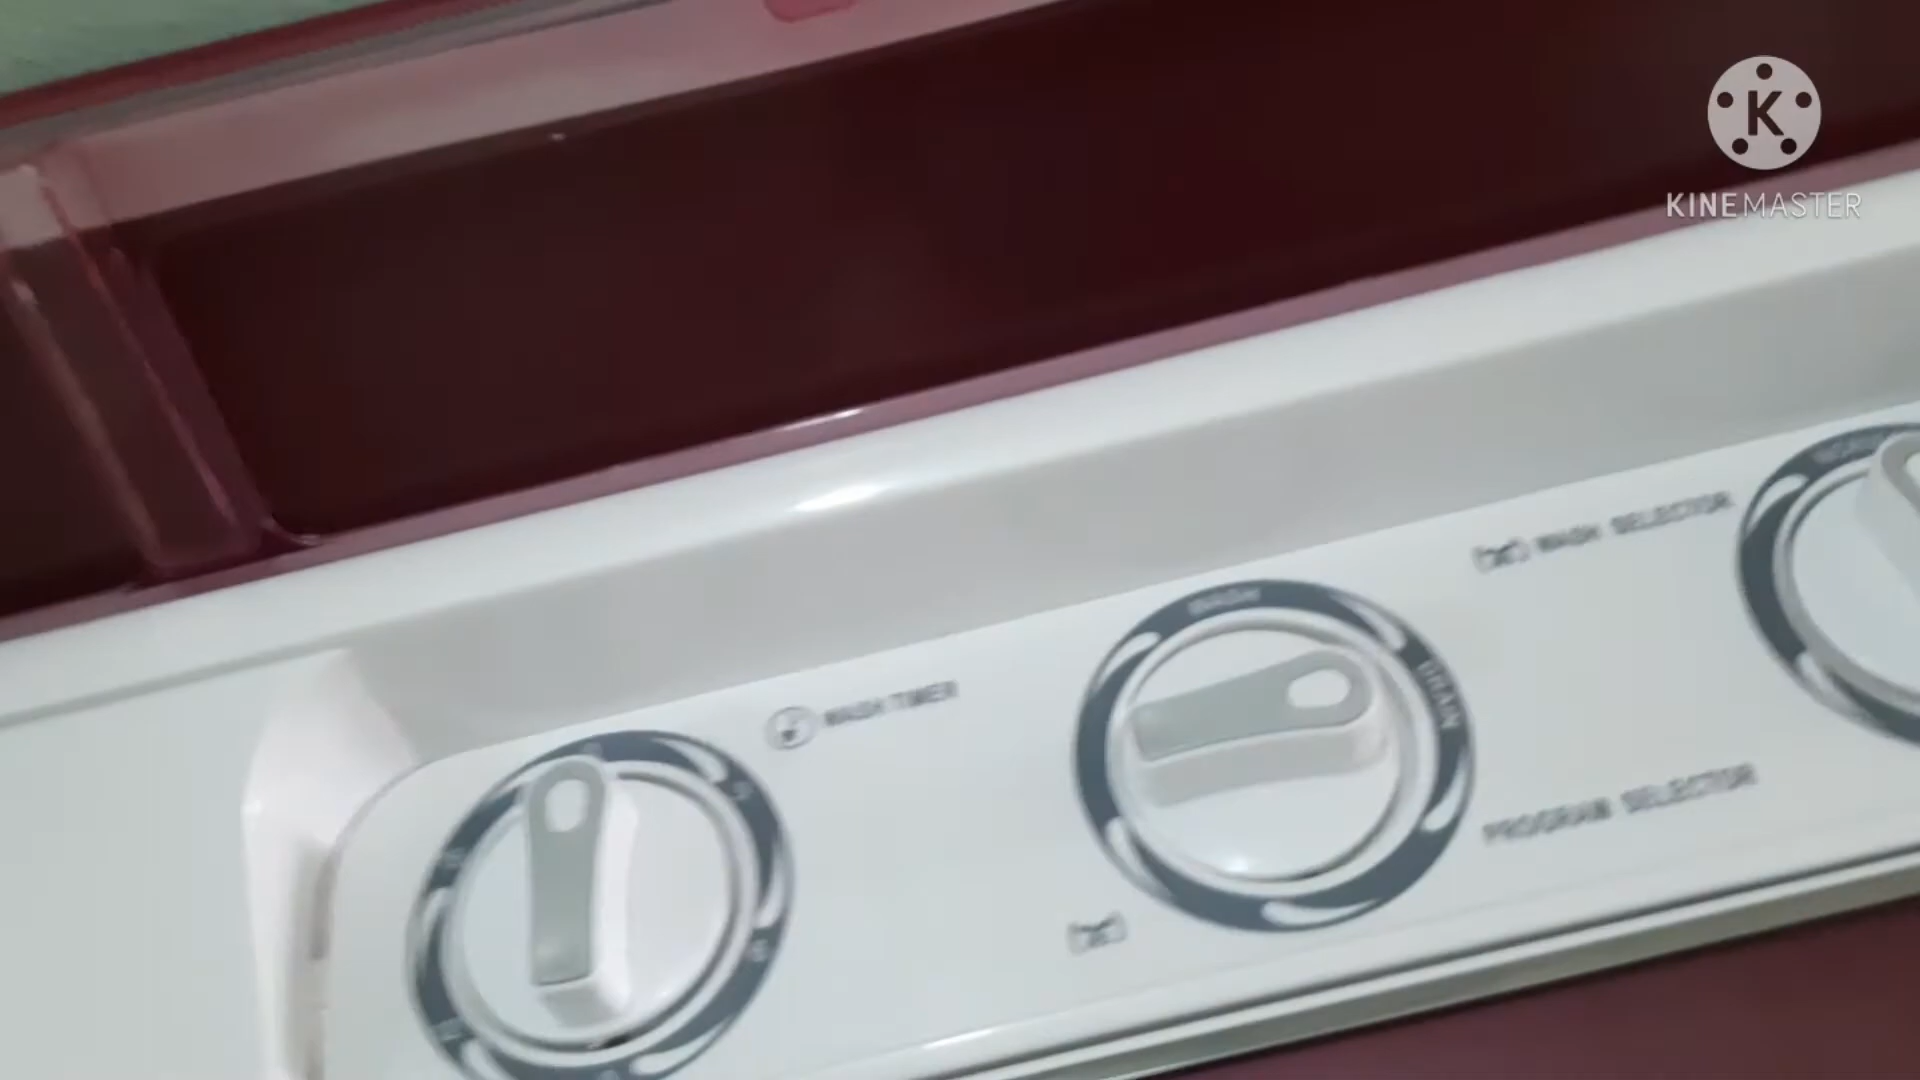 K
KINEMASTER
WASH SELECTOR
WASH
DRAIN
WASH TIMER
PROGRAM SELECTOR